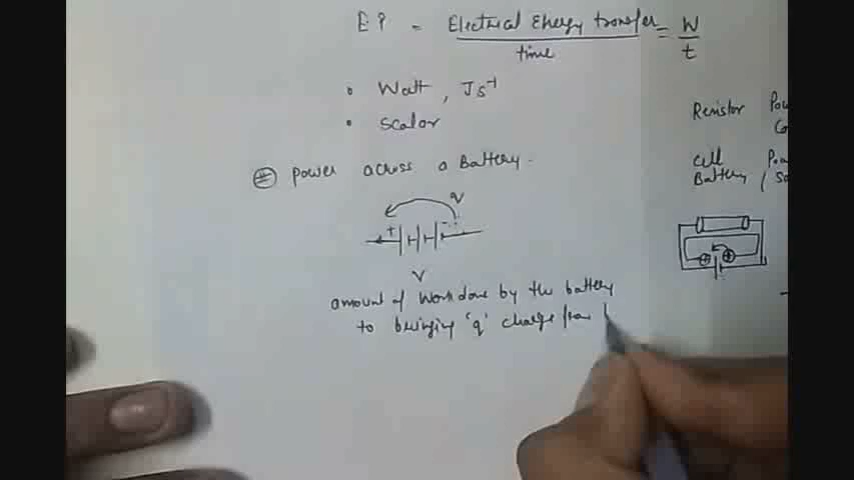 E.P. = Electrical Energy transfer / time = W / t
• Watt , Js⁻¹
• Scalar
Resistor
Cell
Battery /
# Power across a Battery.
q
+ -
V
amount of work done by the battery
to bringing 'q' charge from